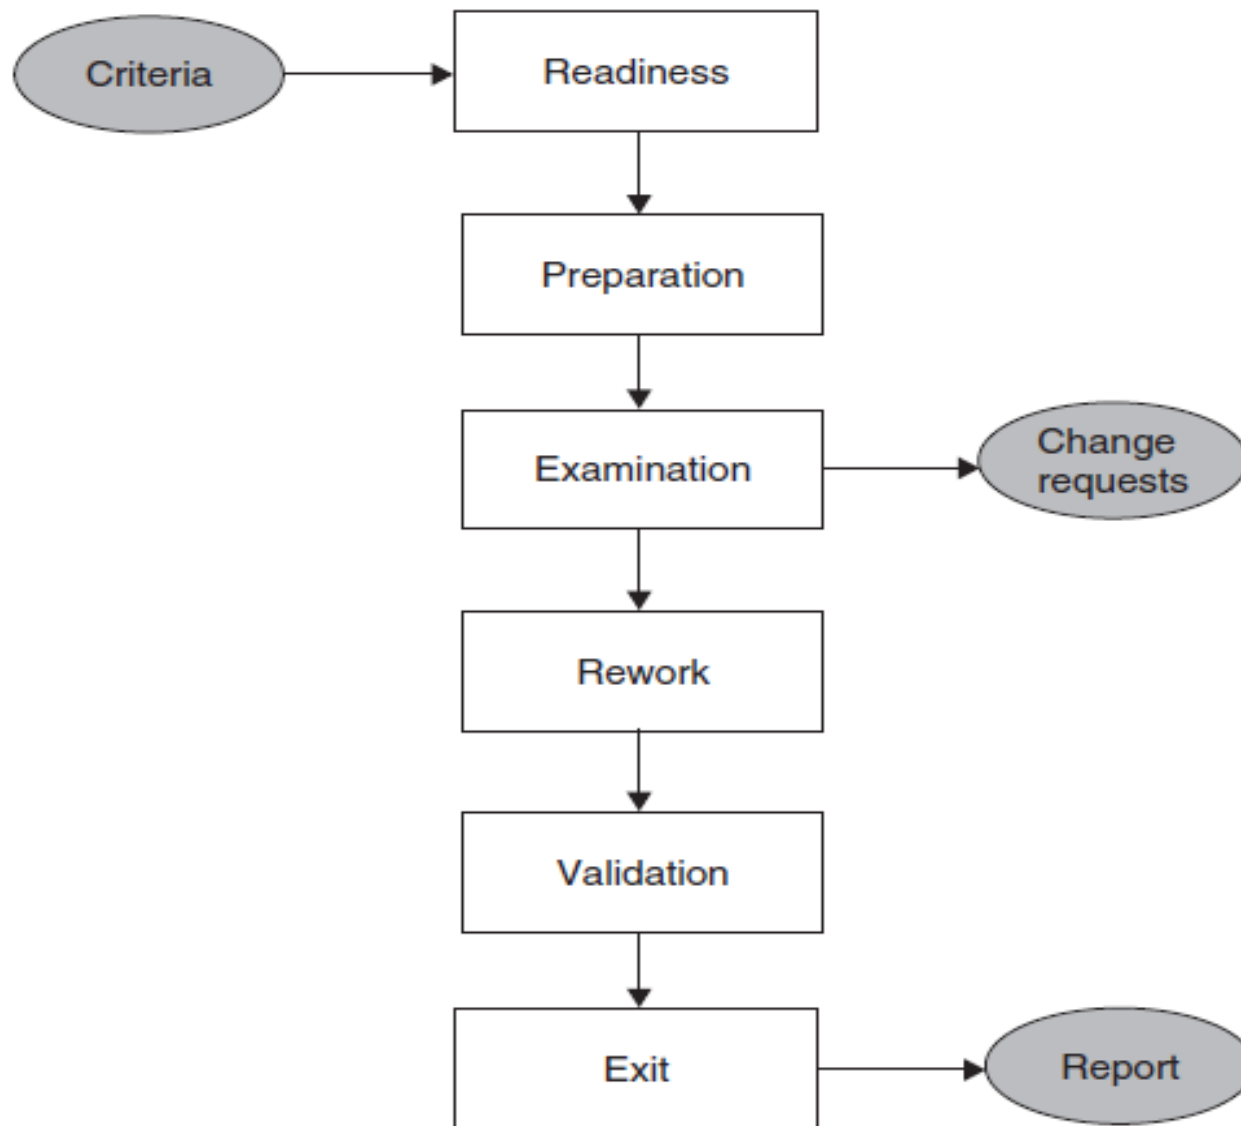 Criteria
Readiness
Preparation
Examination
Change
requests
Rework
Validation
Exit
Report